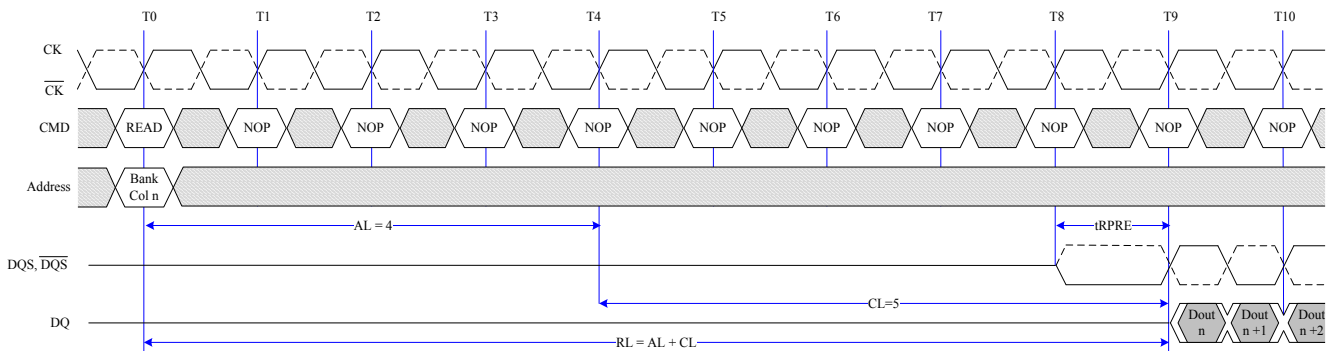 T0 T1 T2 T3 T4 T5 T6 T7 T8 T9 T10
CK
CK
CMD READ NOP NOP NOP NOP NOP NOP NOP NOP NOP NOP
Address Bank
Col n
AL = 4 tRPRE
DQS, DQS
CL=5
DQ Dout Dout Dout
n n +1 n +2
RL = AL + CL